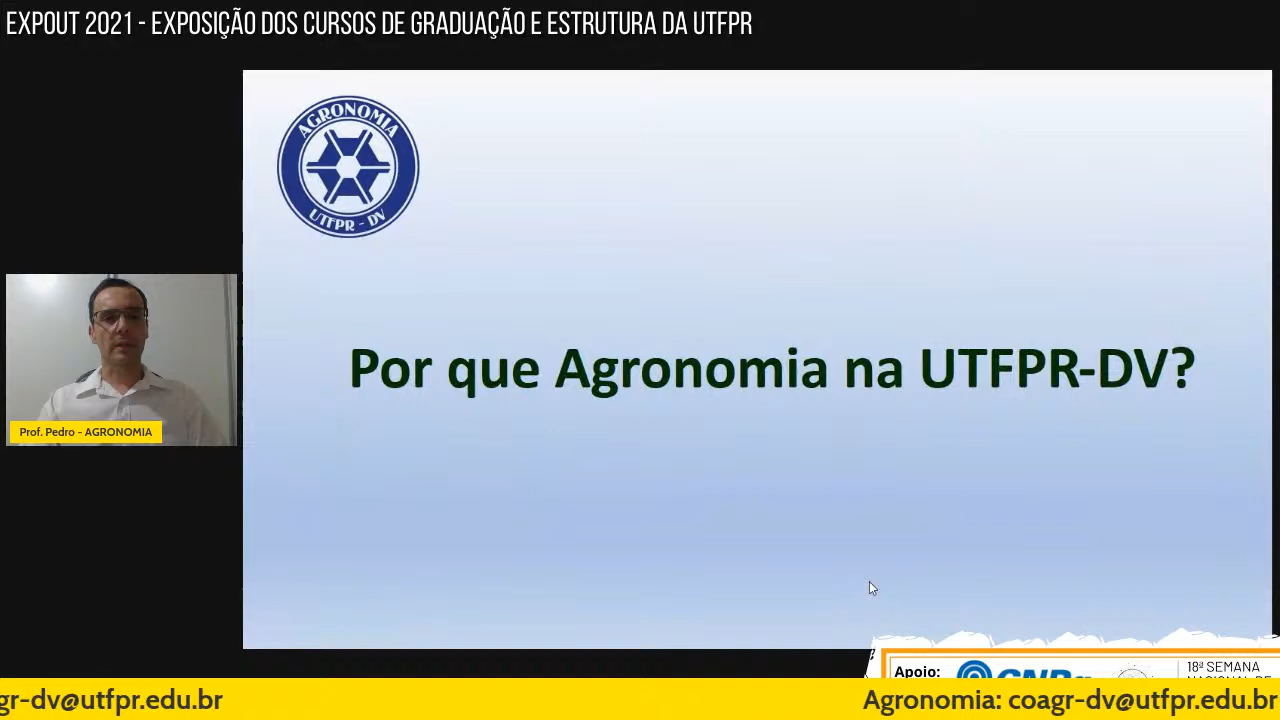 EXPOUT 2021 - EXPOSIÇÃO DOS CURSOS DE GRADUAÇÃO E ESTRUTURA DA UTFPR
AGRONOMIA
UTFPR - DV
Por que Agronomia na UTFPR-DV?
Prof. Pedro - AGRONOMIA
Apoio:
18ª SEMANA
gr-dv@utfpr.edu.br
Agronomia: coagr-dv@utfpr.edu.br